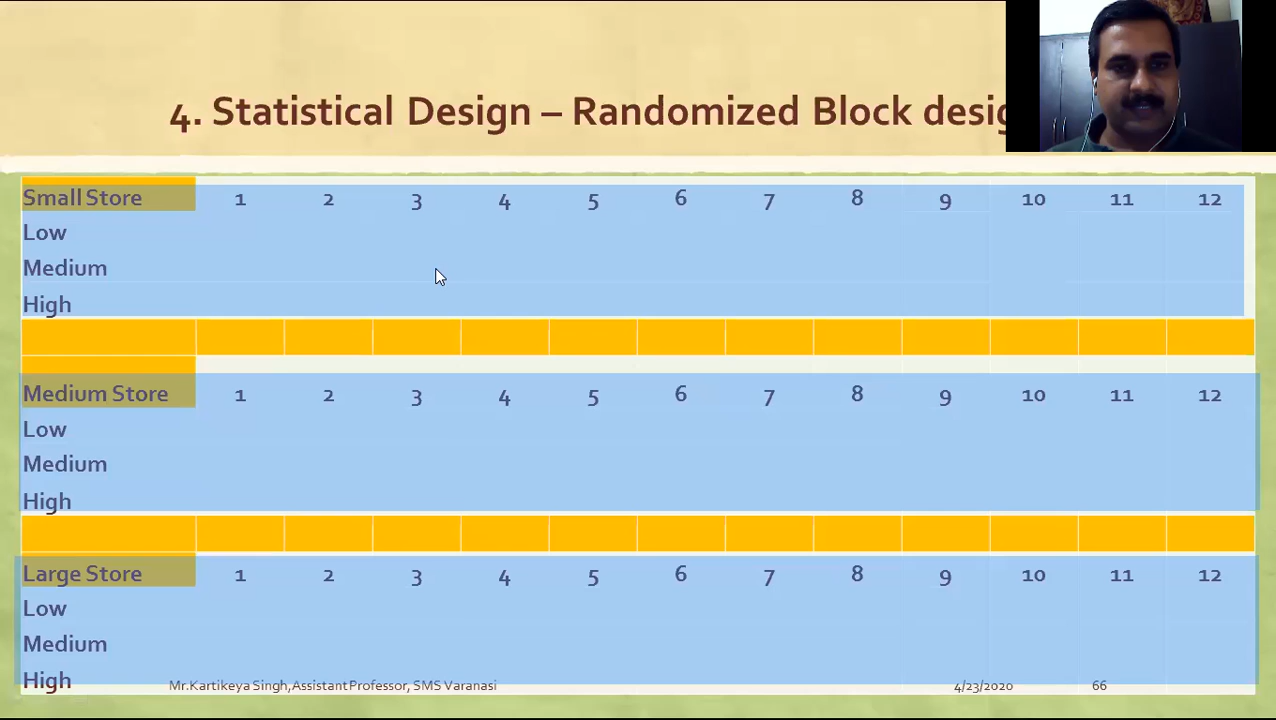 4. Statistical Design – Randomized Block desig
Small Store 1 2 3 4 5 6 7 8 9 10 11 12
Low
Medium
High
Medium Store 1 2 3 4 5 6 7 8 9 10 11 12
Low
Medium
High
Large Store 1 2 3 4 5 6 7 8 9 10 11 12
Low
Medium
High
Mr.Kartikeya Singh,Assistant Professor, SMS Varanasi 4/23/2020 66